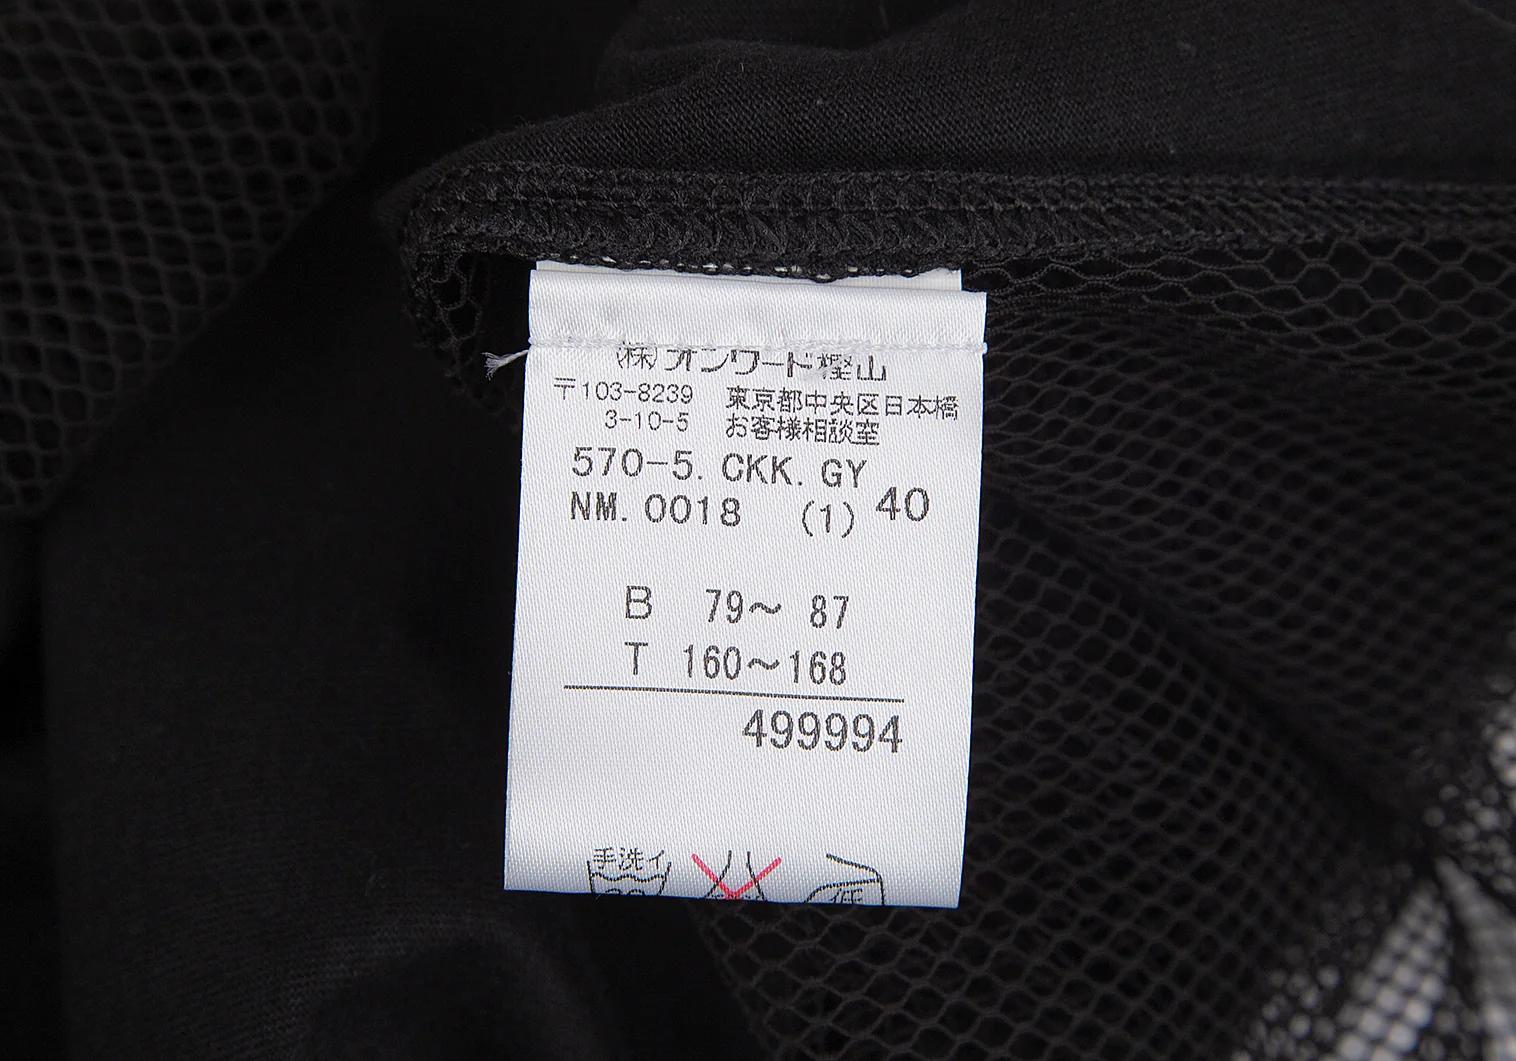 (株)オンワード樫山
〒103-8239 東京都中央区日本橋
3-10-5 お客様相談室
570-5. CKK. GY
NM. 0018 (1) 40
B 79〜 87
T 160〜168
499994
手洗イ
低